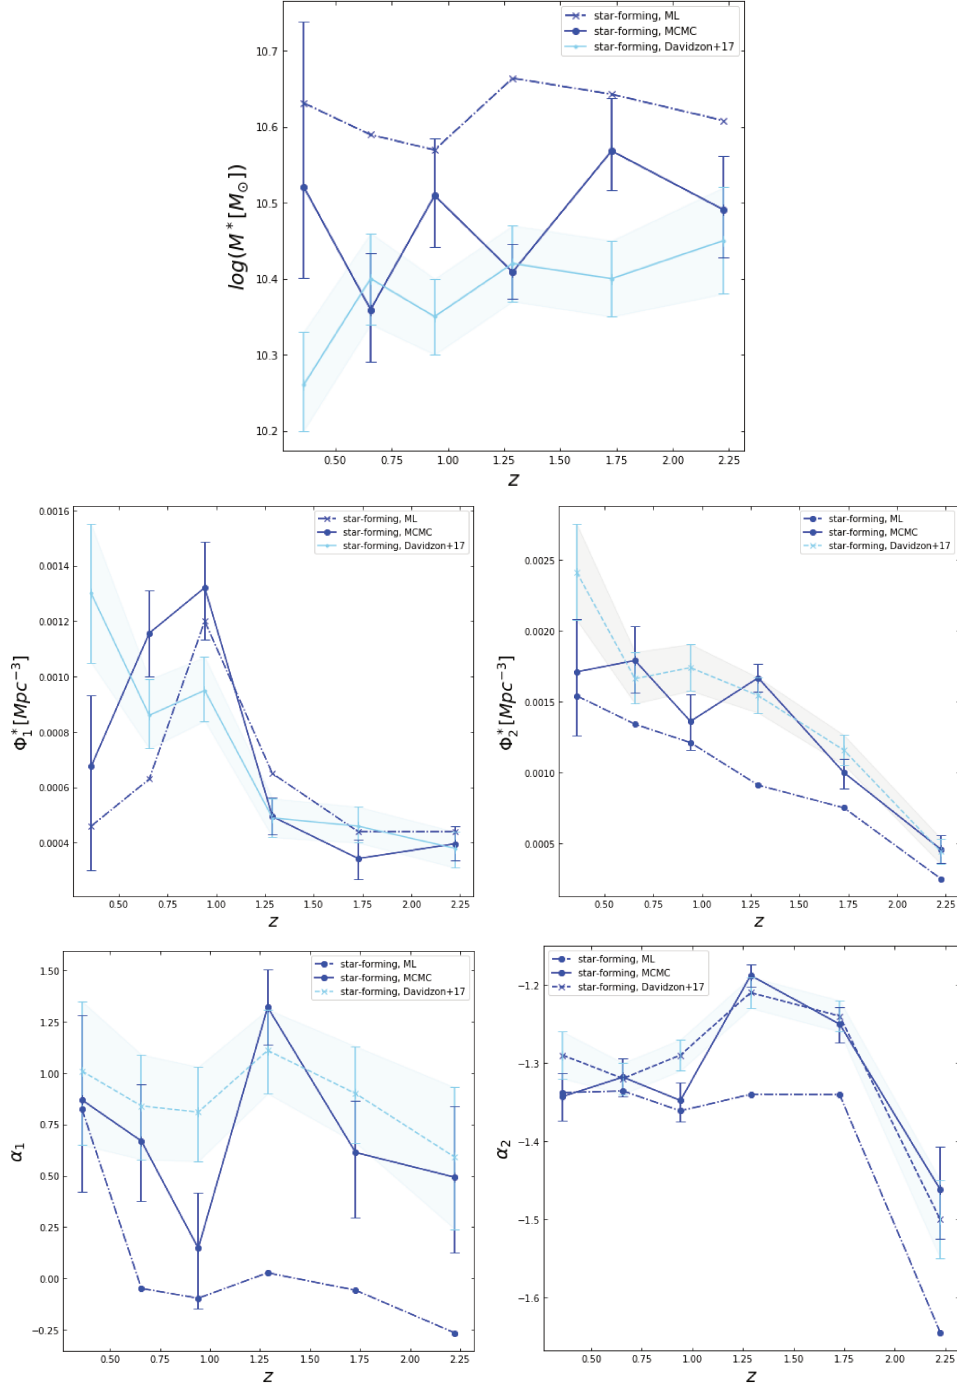 star-forming, ML
star-forming, MCMC
star-forming, Davidzon+17
10.7
10.6
10.5
10.4
10.3
10.2
log(M*[M⊙])
0.50 0.75 1.00 1.25 1.50 1.75 2.00 2.25
z
star-forming, ML
star-forming, MCMC
star-forming, Davidzon+17
0.0016
0.0014
0.0012
0.0010
0.0008
0.0006
0.0004
Φ₁*[Mpc⁻³]
0.50 0.75 1.00 1.25 1.50 1.75 2.00 2.25
z
star-forming, ML
star-forming, MCMC
star-forming, Davidzon+17
0.0025
0.0020
0.0015
0.0010
0.0005
Φ₂*[Mpc⁻³]
0.50 0.75 1.00 1.25 1.50 1.75 2.00 2.25
z
star-forming, ML
star-forming, MCMC
star-forming, Davidzon+17
1.50
1.25
1.00
0.75
0.50
0.25
0.00
−0.25
α₁
0.50 0.75 1.00 1.25 1.50 1.75 2.00 2.25
z
star-forming, ML
star-forming, MCMC
star-forming, Davidzon+17
−1.2
−1.3
−1.4
−1.5
−1.6
α₂
0.50 0.75 1.00 1.25 1.50 1.75 2.00 2.25
z